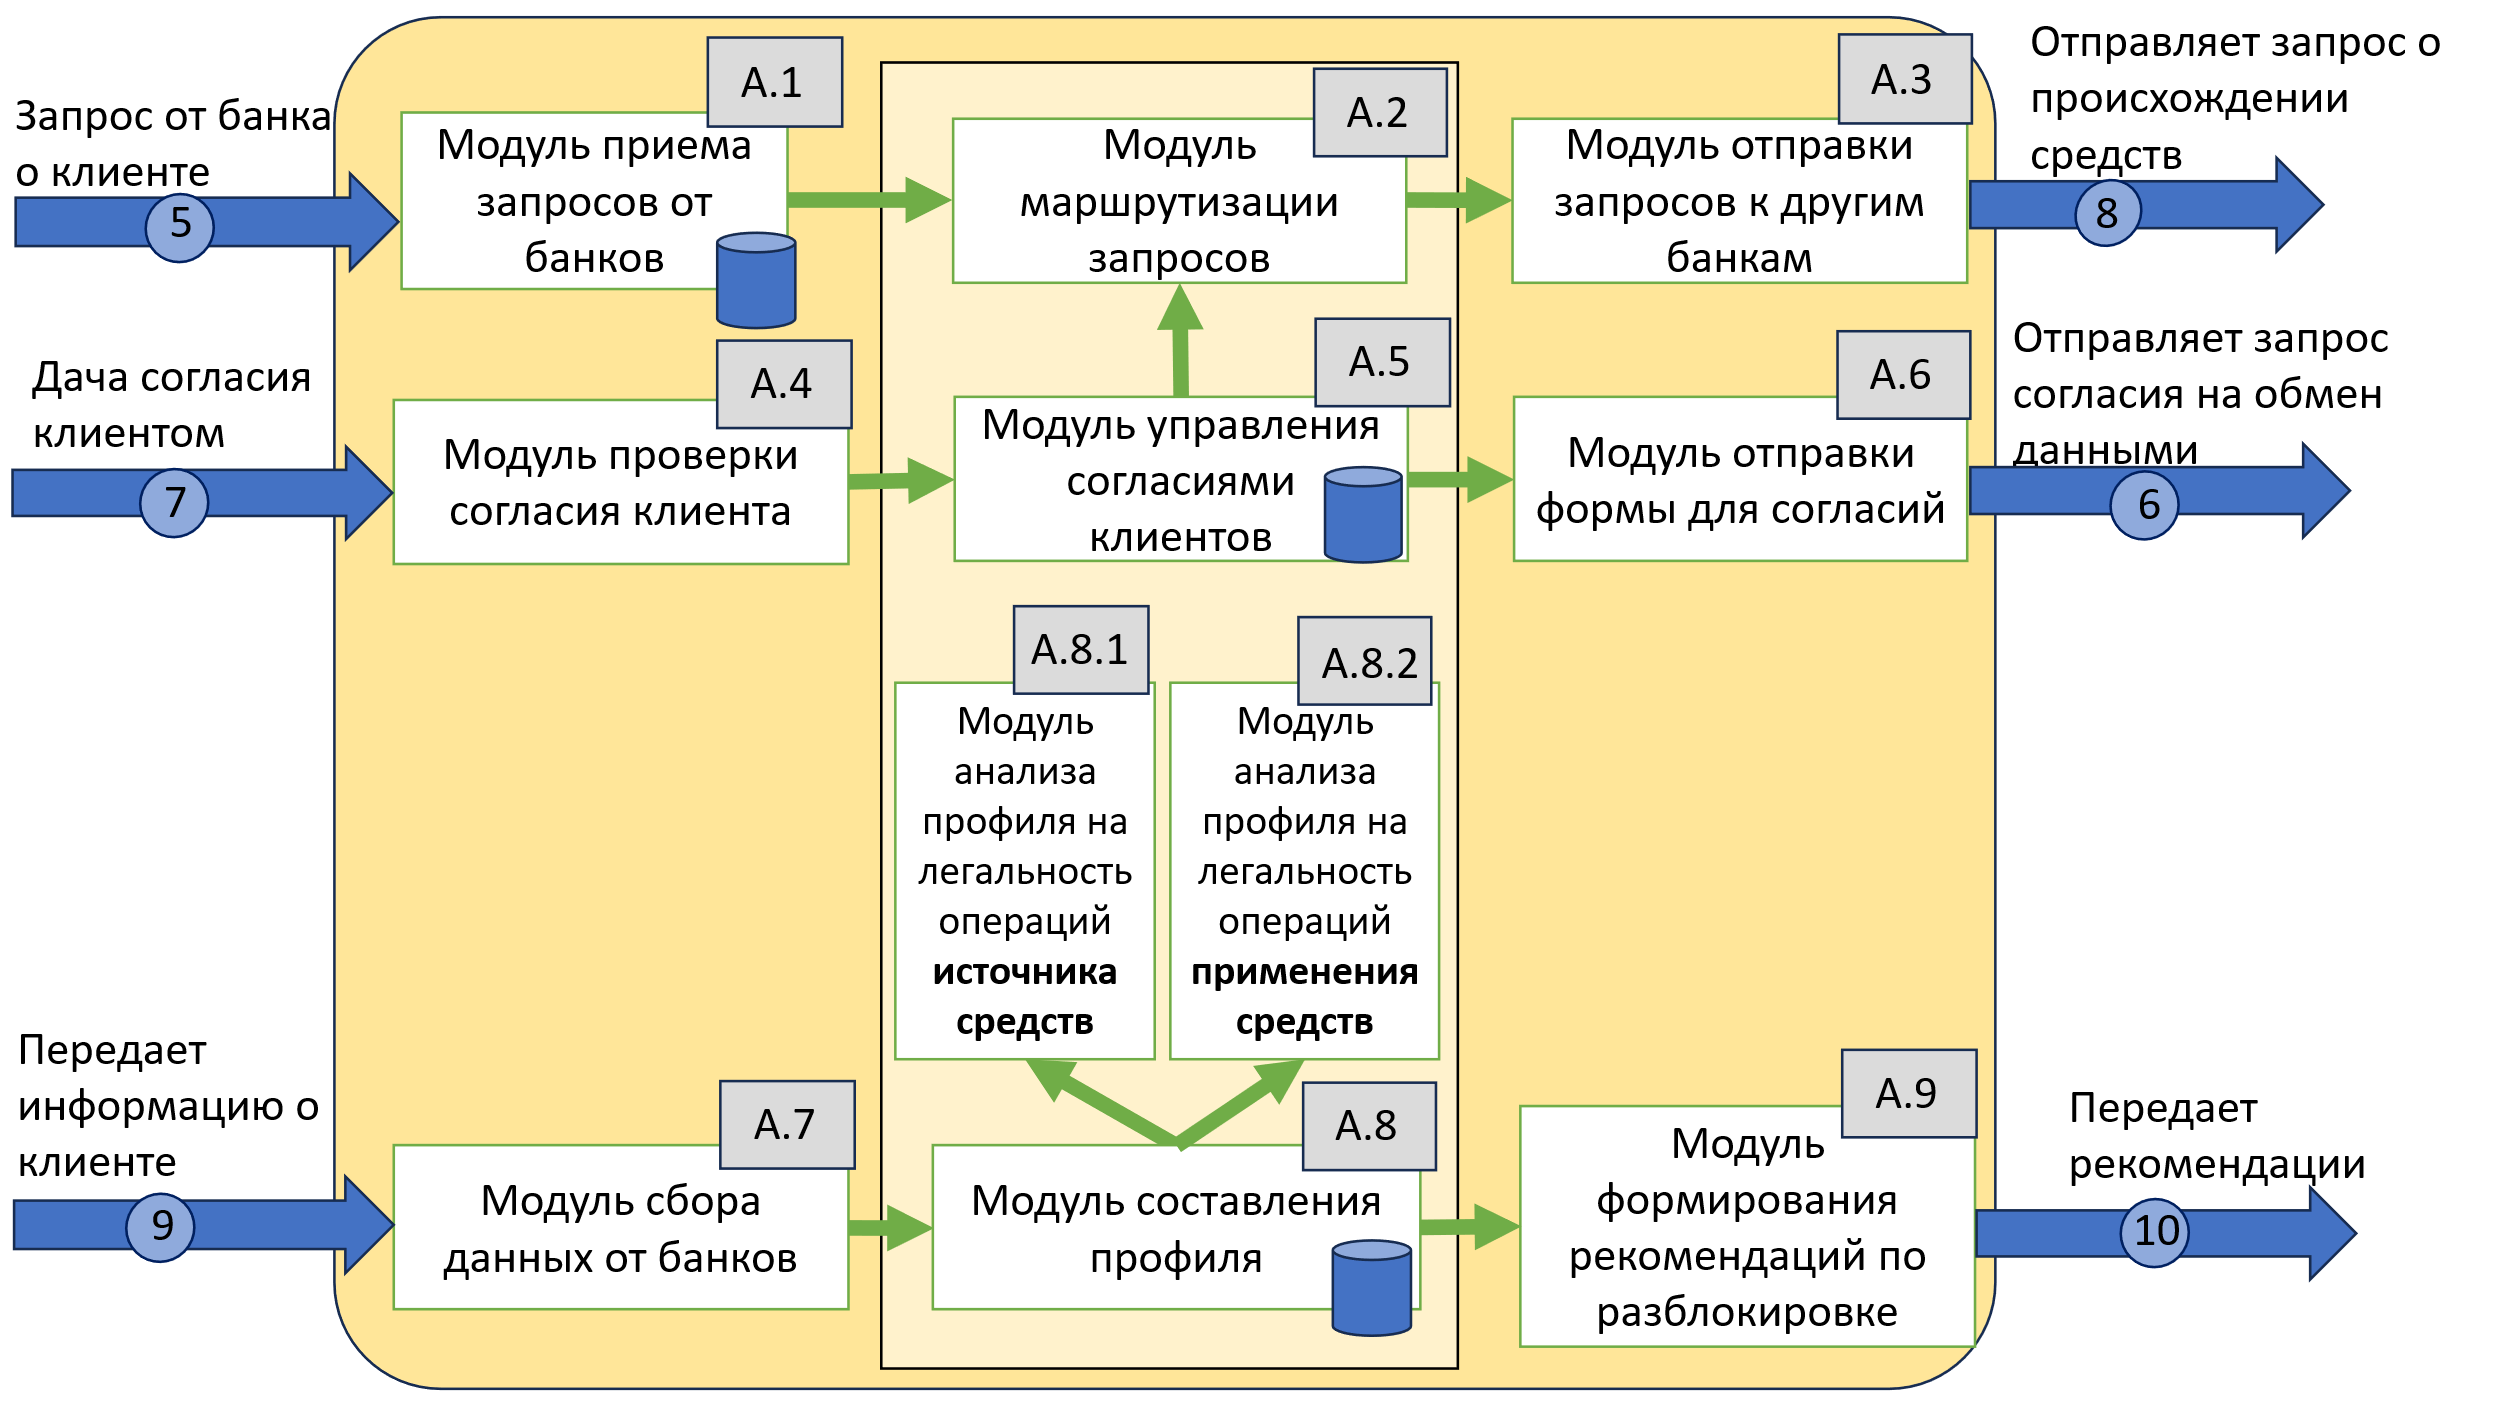 Запрос от банка
о клиенте
5
А.1
Модуль приема
запросов от
банков
А.2
Модуль
маршрутизации
запросов
А.3
Модуль отправки
запросов к другим
банкам
Отправляет запрос о
происхождении
средств
8
Дача согласия
клиентом
7
А.4
Модуль проверки
согласия клиента
А.5
Модуль управления
согласиями
клиентов
А.6
Модуль отправки
формы для согласий
Отправляет запрос
согласия на обмен
данными
6
А.8.1
Модуль
анализа
профиля на
легальность
операций
источника
средств
А.8.2
Модуль
анализа
профиля на
легальность
операций
применения
средств
Передает
информацию о
клиенте
9
А.7
Модуль сбора
данных от банков
А.8
Модуль составления
профиля
А.9
Модуль
формирования
рекомендаций по
разблокировке
Передает
рекомендации
10